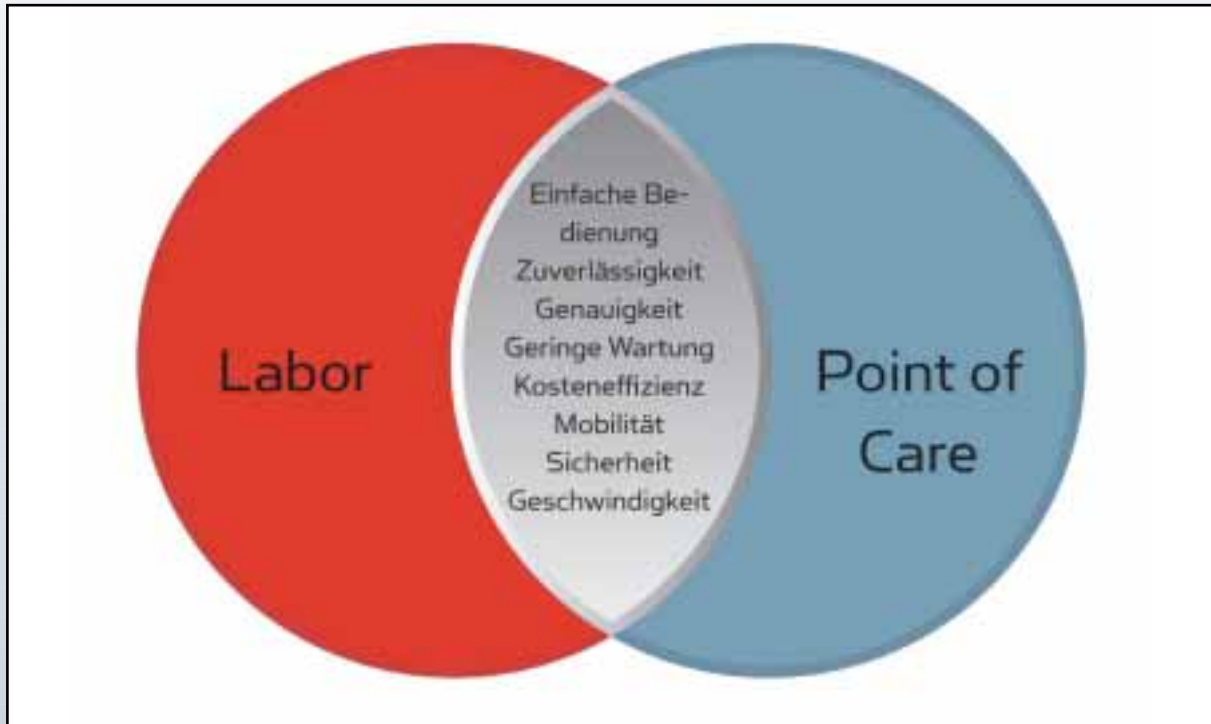 Labor
Einfache Be-
dienung
Zuverlässigkeit
Genauigkeit
Geringe Wartung
Kosteneffizienz
Mobilität
Sicherheit
Geschwindigkeit
Point of
Care